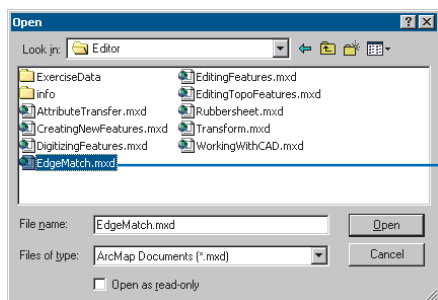 Open
Look in: Editor
ExerciseData EditingFeatures.mxd
info EditingTopoFeatures.mxd
AttributeTransfer.mxd Rubbersheet.mxd
CreatingNewFeatures.mxd Transform.mxd
DigitizingFeatures.mxd WorkingWithCAD.mxd
EdgeMatch.mxd
File name: EdgeMatch.mxd Open
Files of type: ArcMap Documents (*.mxd) Cancel
Open as read-only